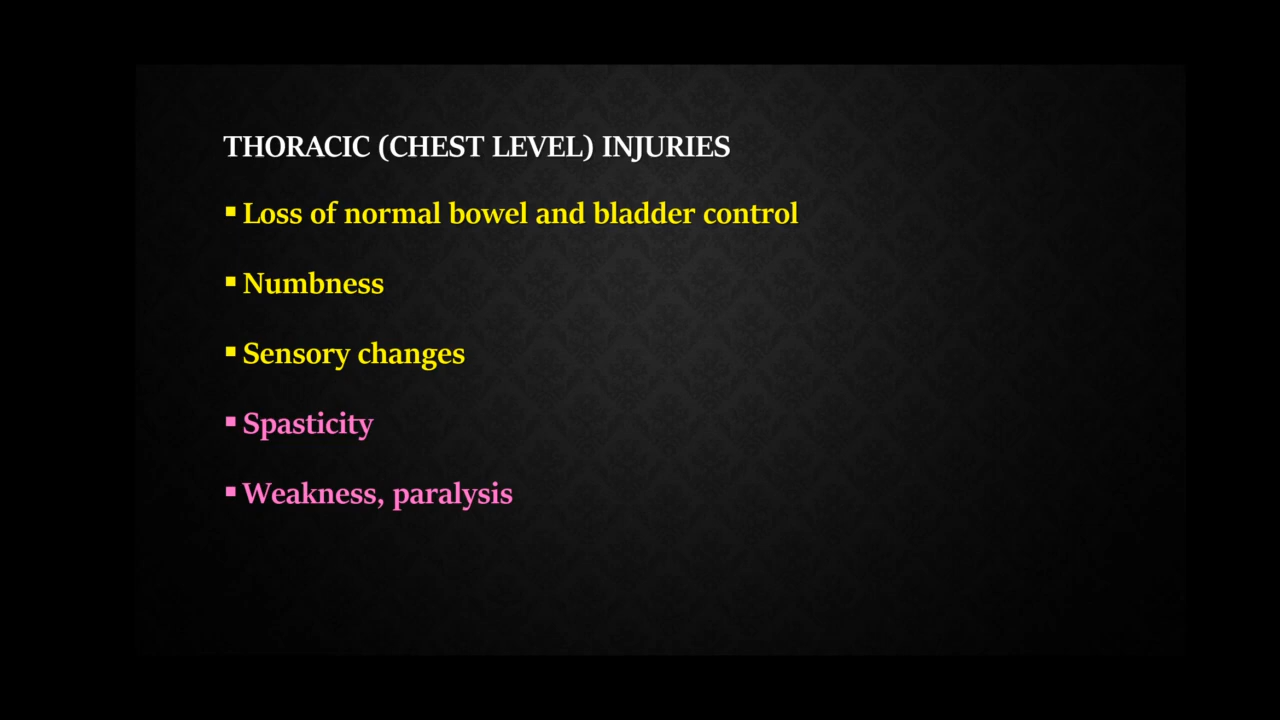 THORACIC (CHEST LEVEL) INJURIES
▪ Loss of normal bowel and bladder control
▪ Numbness
▪ Sensory changes
▪ Spasticity
▪ Weakness, paralysis